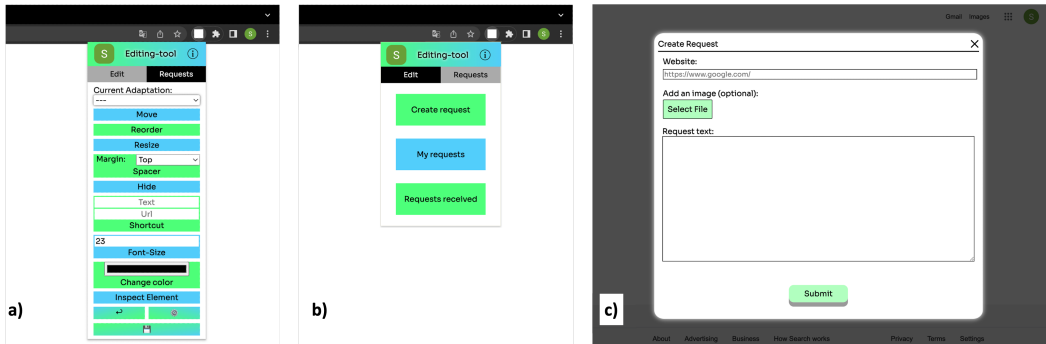 S Editing-tool i
Edit Requests
Current Adaptation:
---
Move
Reorder
Resize
Margin: Top
Spacer
Hide
Text
Url
Shortcut
23
Font-Size
Change color
Inspect Element
a)
S
S Editing-tool i
Edit Requests
Create request
My requests
Requests received
b)
S
Gmail Images S
Create Request
Website:
https://www.google.com/
Add an image (optional):
Select File
Request text:
Submit
c)
About Advertising Business How Search works Privacy Terms Settings